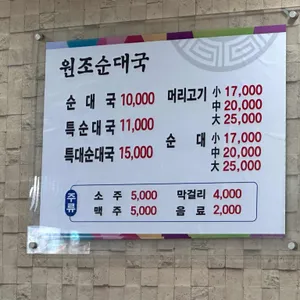 원조순대국
순 대 국 10,000
특순대국 11,000
특대순대국 15,000
머리고기 小 17,000
中 20,000
大 25,000
순 대 小 17,000
中 20,000
大 25,000
주류
소 주 5,000 막걸리 4,000
맥 주 5,000 음 료 2,000